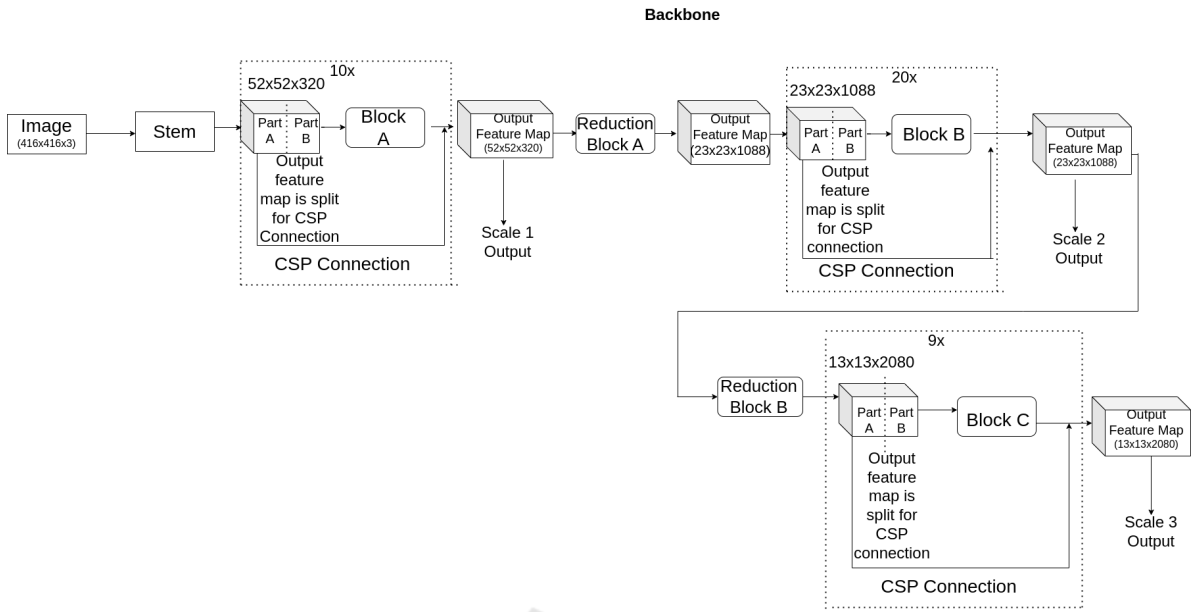 Backbone
Image
(416x416x3)
Stem
10x
52x52x320
Part
A
Part
B
Block
A
Output
feature
map is split
for CSP
Connection
CSP Connection
Output
Feature Map
(52x52x320)
Scale 1
Output
Reduction
Block A
Output
Feature Map
(23x23x1088)
20x
23x23x1088
Part
A
Part
B
Block B
Output
feature
map is split
for CSP
connection
CSP Connection
Output
Feature Map
(23x23x1088)
Scale 2
Output
Reduction
Block B
9x
13x13x2080
Part
A
Part
B
Block C
Output
feature
map is
split for
CSP
connection
CSP Connection
Output
Feature Map
(13x13x2080)
Scale 3
Output